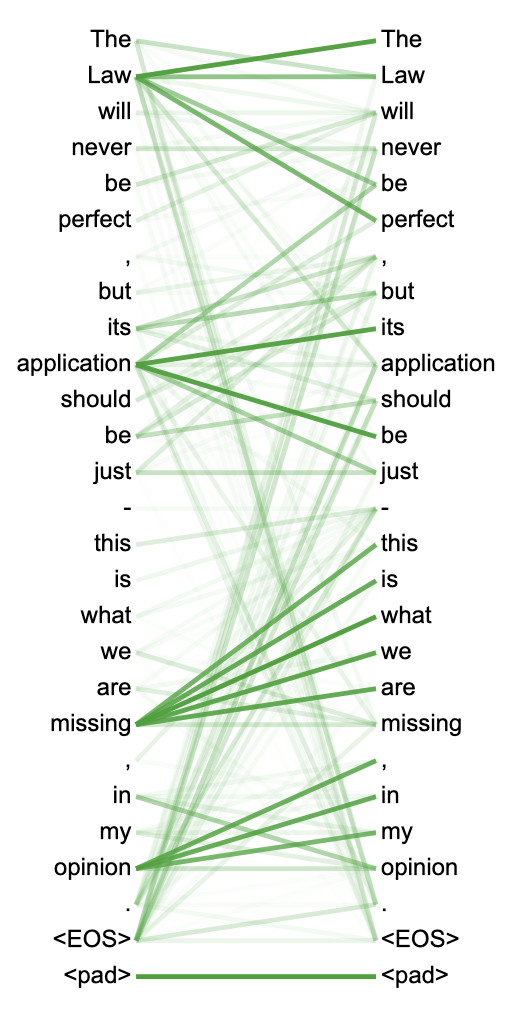 The The
Law Law
will will
never never
be be
perfect perfect
, ,
but but
its its
application application
should should
be be
just just
- -
this this
is is
what what
we we
are are
missing missing
, ,
in in
my my
opinion opinion
. .
<EOS> <EOS>
<pad> <pad>